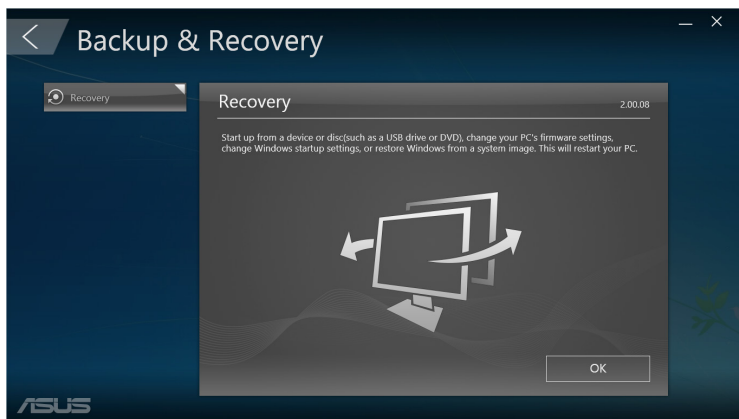 Backup & Recovery
Recovery
Recovery
2.00.08
Start up from a device or disc(such as a USB drive or DVD), change your PC's firmware settings,
change Windows startup settings, or restore Windows from a system image. This will restart your PC.
OK
ASUS